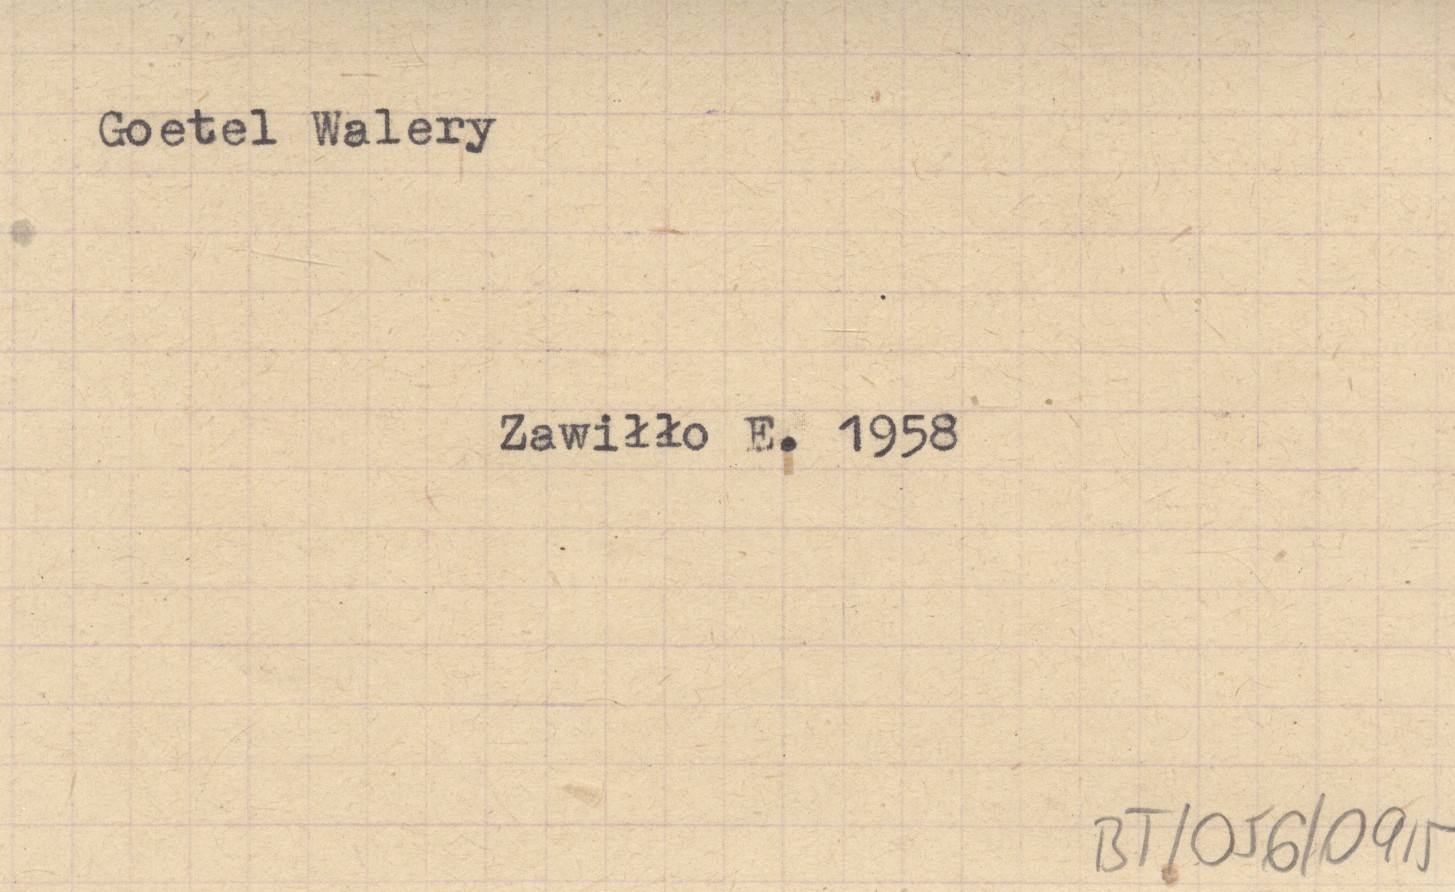 Goetel Walery
Zawiłło E. 1958
BT/056/0915